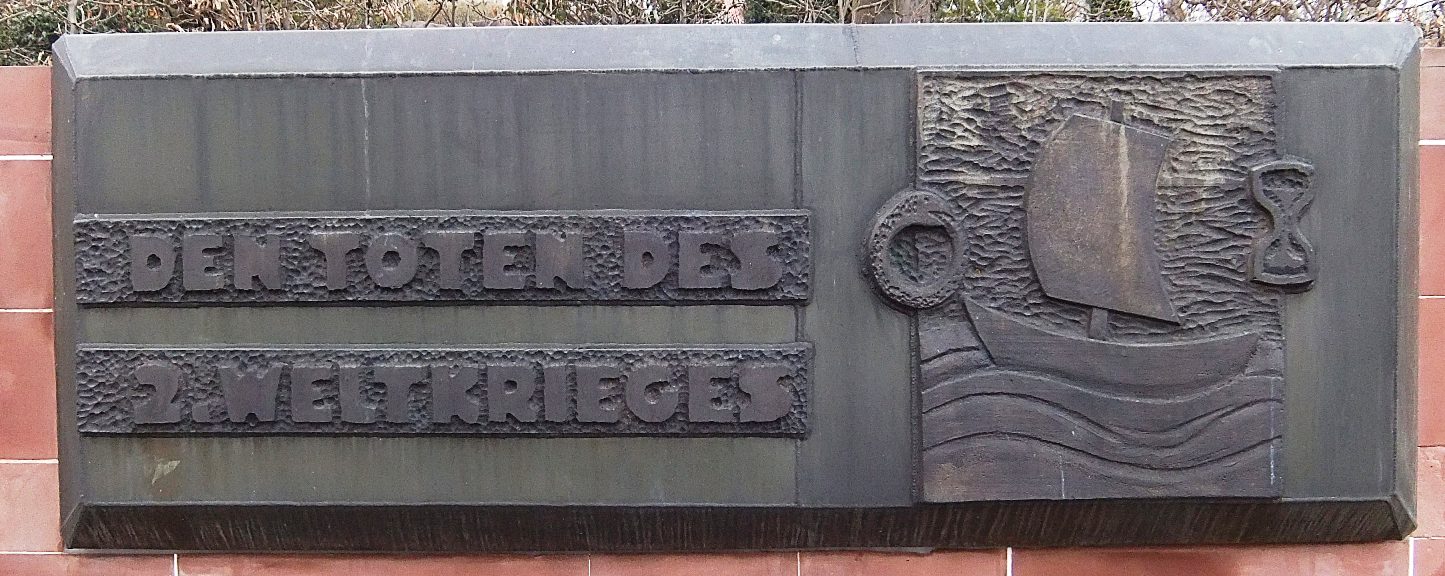 DEN TOTEN DES
2. WELTKRIEGES